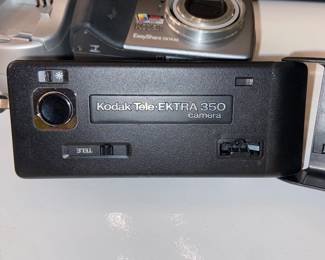 EasyShare
Kodak Tele-EKTRA 350
camera
TELE